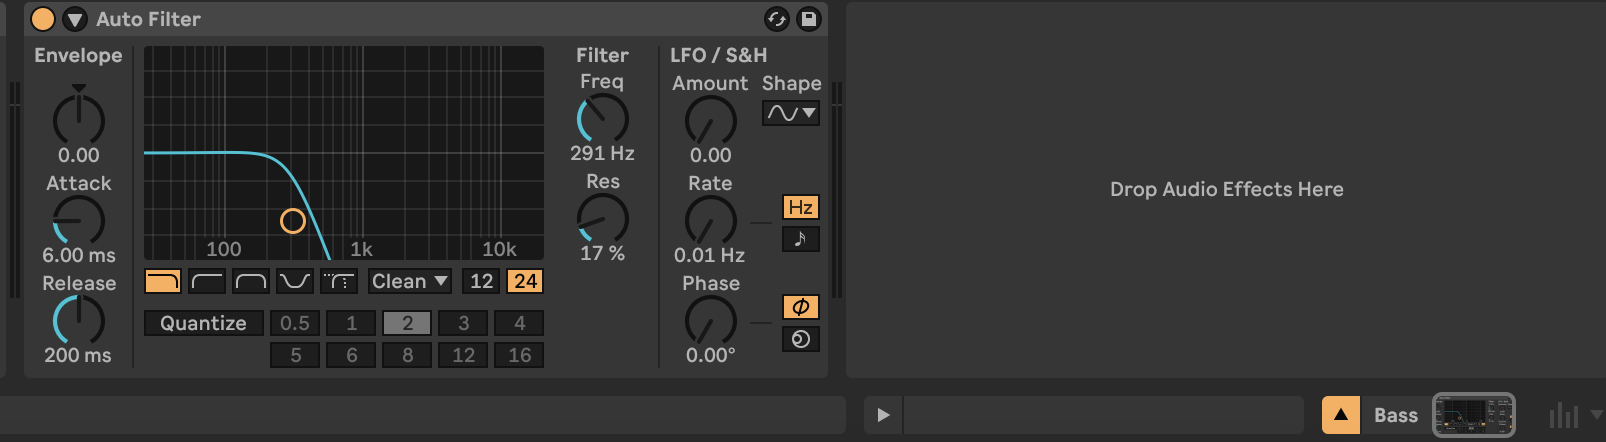 Auto Filter
Envelope
0.00
Attack
6.00 ms
Release
200 ms
100 1k 10k
Clean 12 24
Quantize 0.5 1 2 3 4
5 6 8 12 16
Filter
Freq
291 Hz
Res
17 %
LFO / S&H
Amount Shape
0.00
Rate
Hz
0.01 Hz
Phase
ϕ
0.00°
Drop Audio Effects Here
Bass